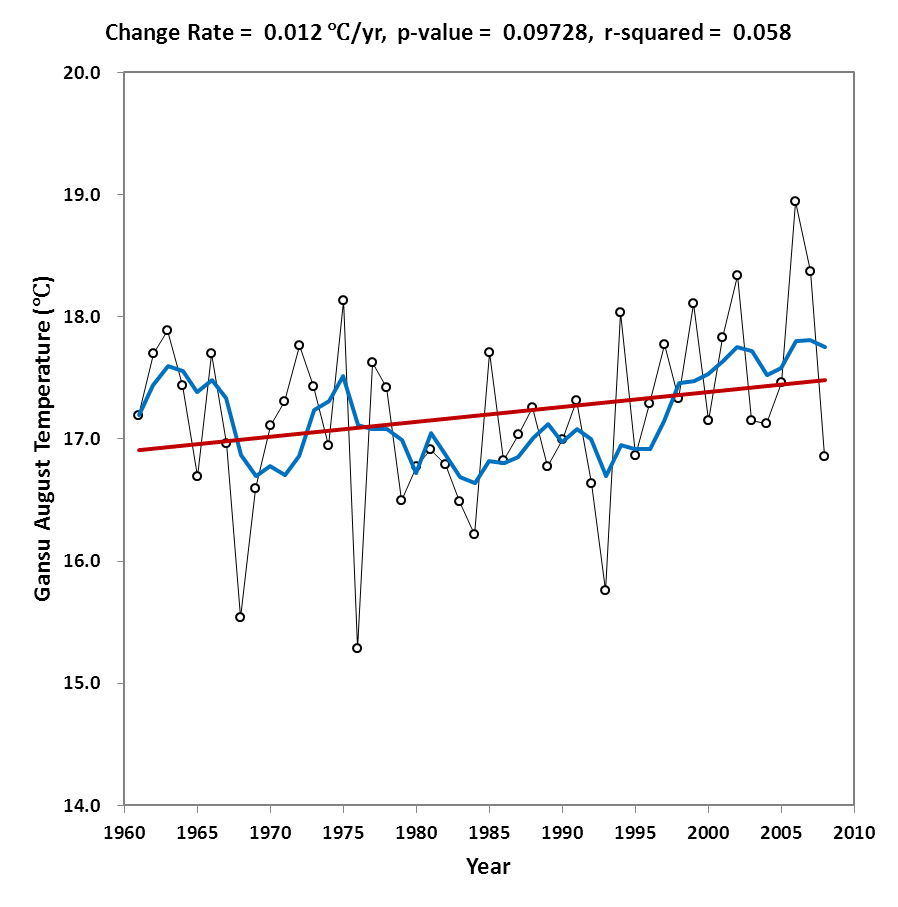 Change Rate = 0.012 ℃/yr, p-value = 0.09728, r-squared = 0.058
20.0
19.0
18.0
17.0
16.0
15.0
14.0
Gansu August Temperature (℃)
1960 1965 1970 1975 1980 1985 1990 1995 2000 2005 2010
Year